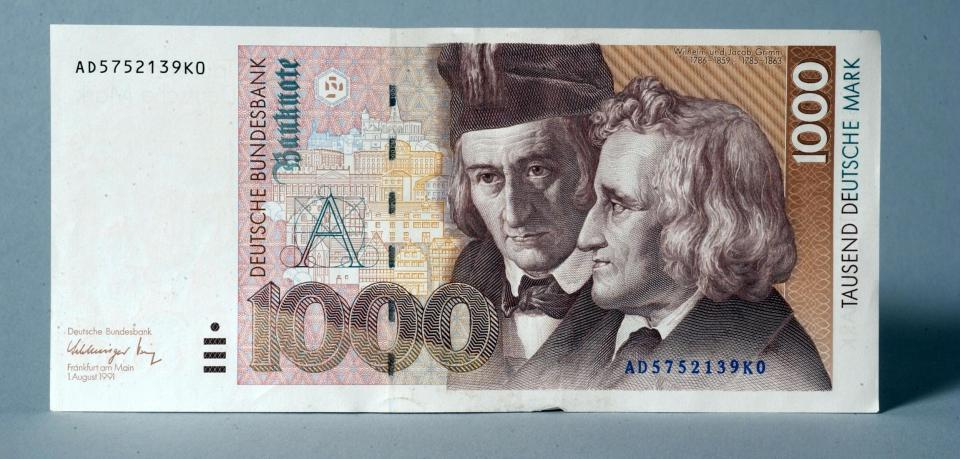 AD5752139K0
DEUTSCHE BUNDESBANK
Banknote
A
1000
Deutsche Bundesbank
Frankfurt am Main
1. August 1991
Wilhelm und Jacob Grimm
1786-1859 1785-1863
1000
TAUSEND DEUTSCHE MARK
AD5752139K0